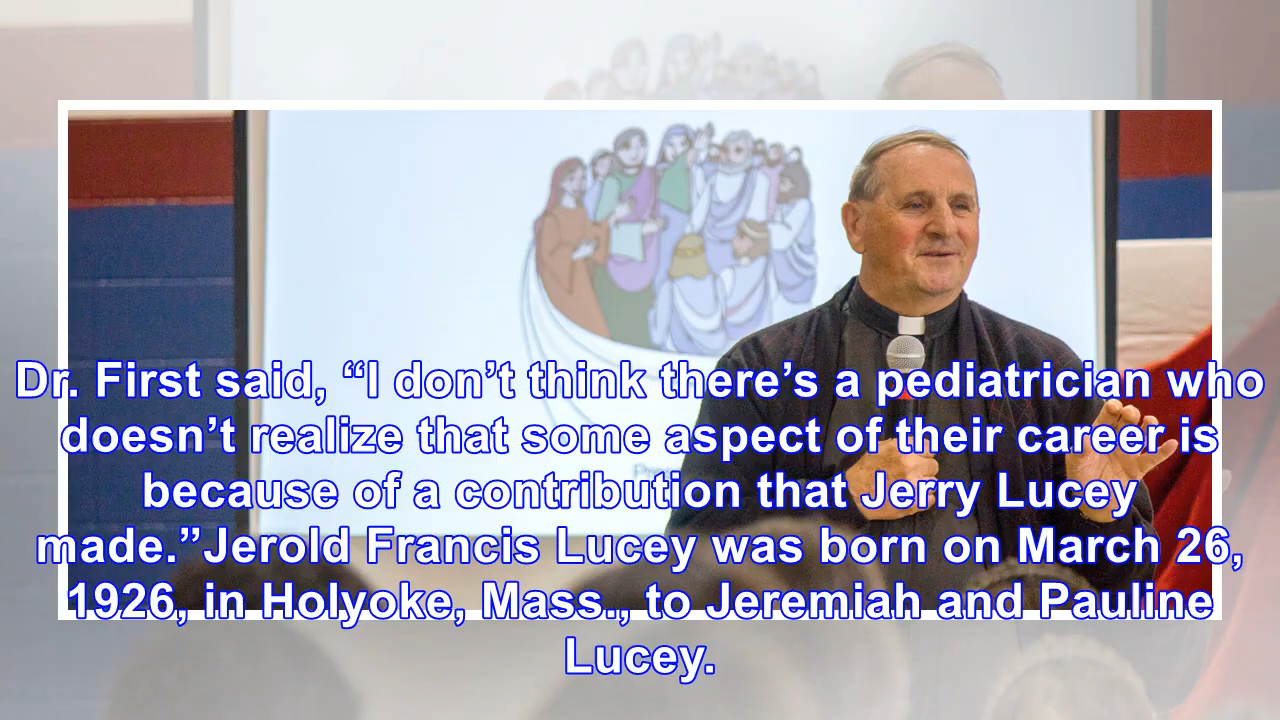 Dr. First said, “I don’t think there’s a pediatrician who
doesn’t realize that some aspect of their career is
because of a contribution that Jerry Lucey
made.”Jerold Francis Lucey was born on March 26,
1926, in Holyoke, Mass., to Jeremiah and Pauline
Lucey.